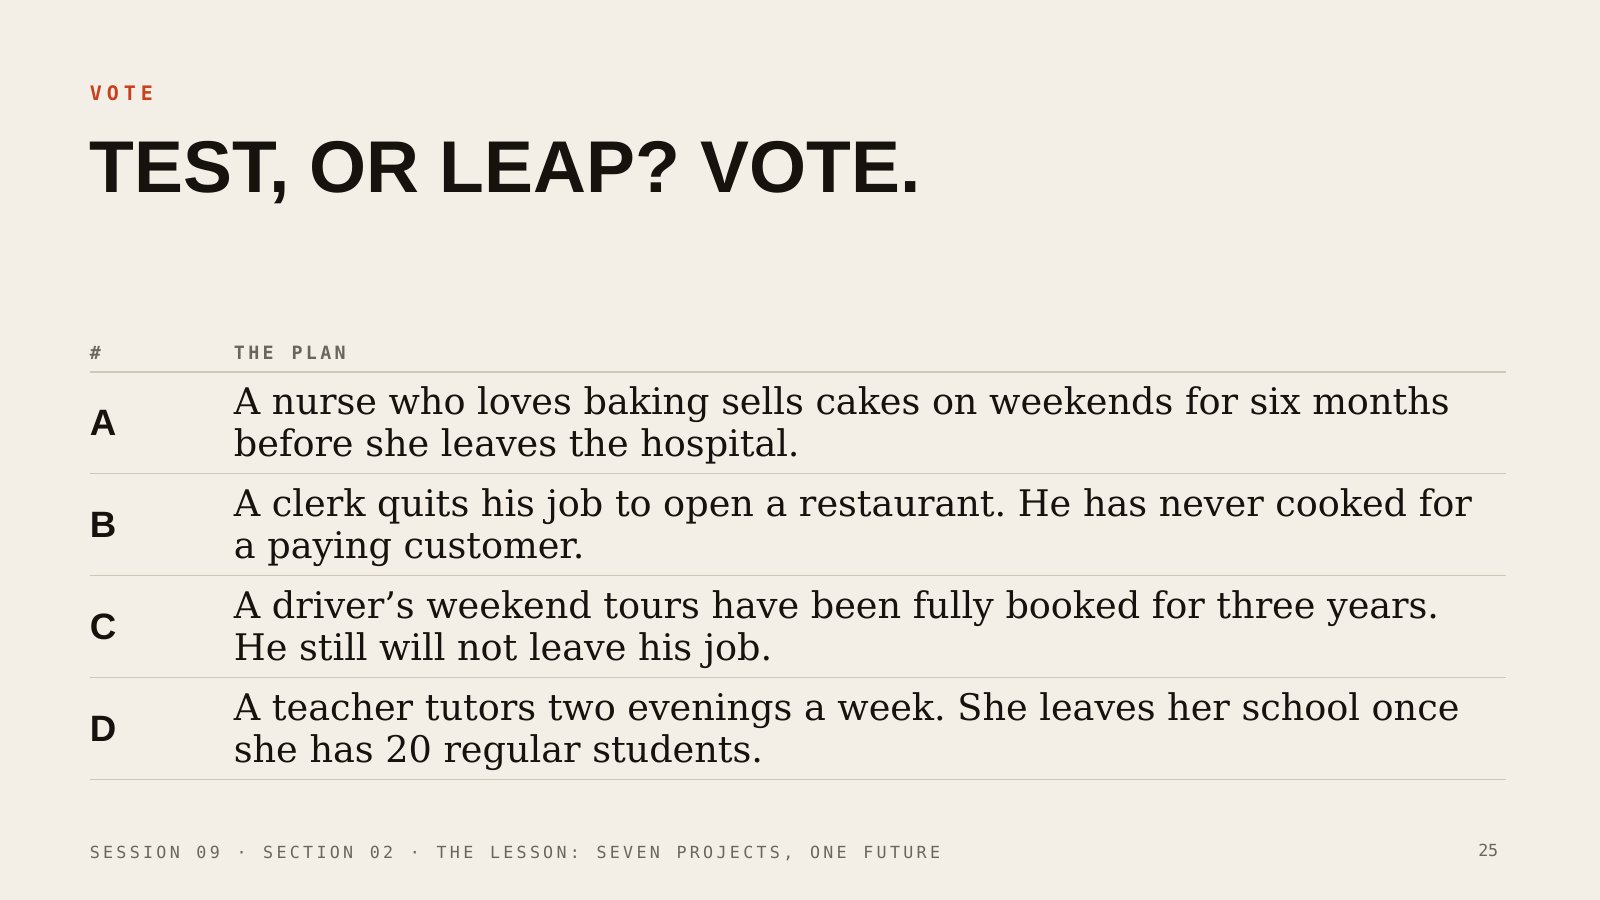 VOTE
TEST, OR LEAP? VOTE.
# THE PLAN
A A nurse who loves baking sells cakes on weekends for six months
before she leaves the hospital.
B A clerk quits his job to open a restaurant. He has never cooked for
a paying customer.
C A driver’s weekend tours have been fully booked for three years.
He still will not leave his job.
D A teacher tutors two evenings a week. She leaves her school once
she has 20 regular students.
SESSION 09 · SECTION 02 · THE LESSON: SEVEN PROJECTS, ONE FUTURE 25